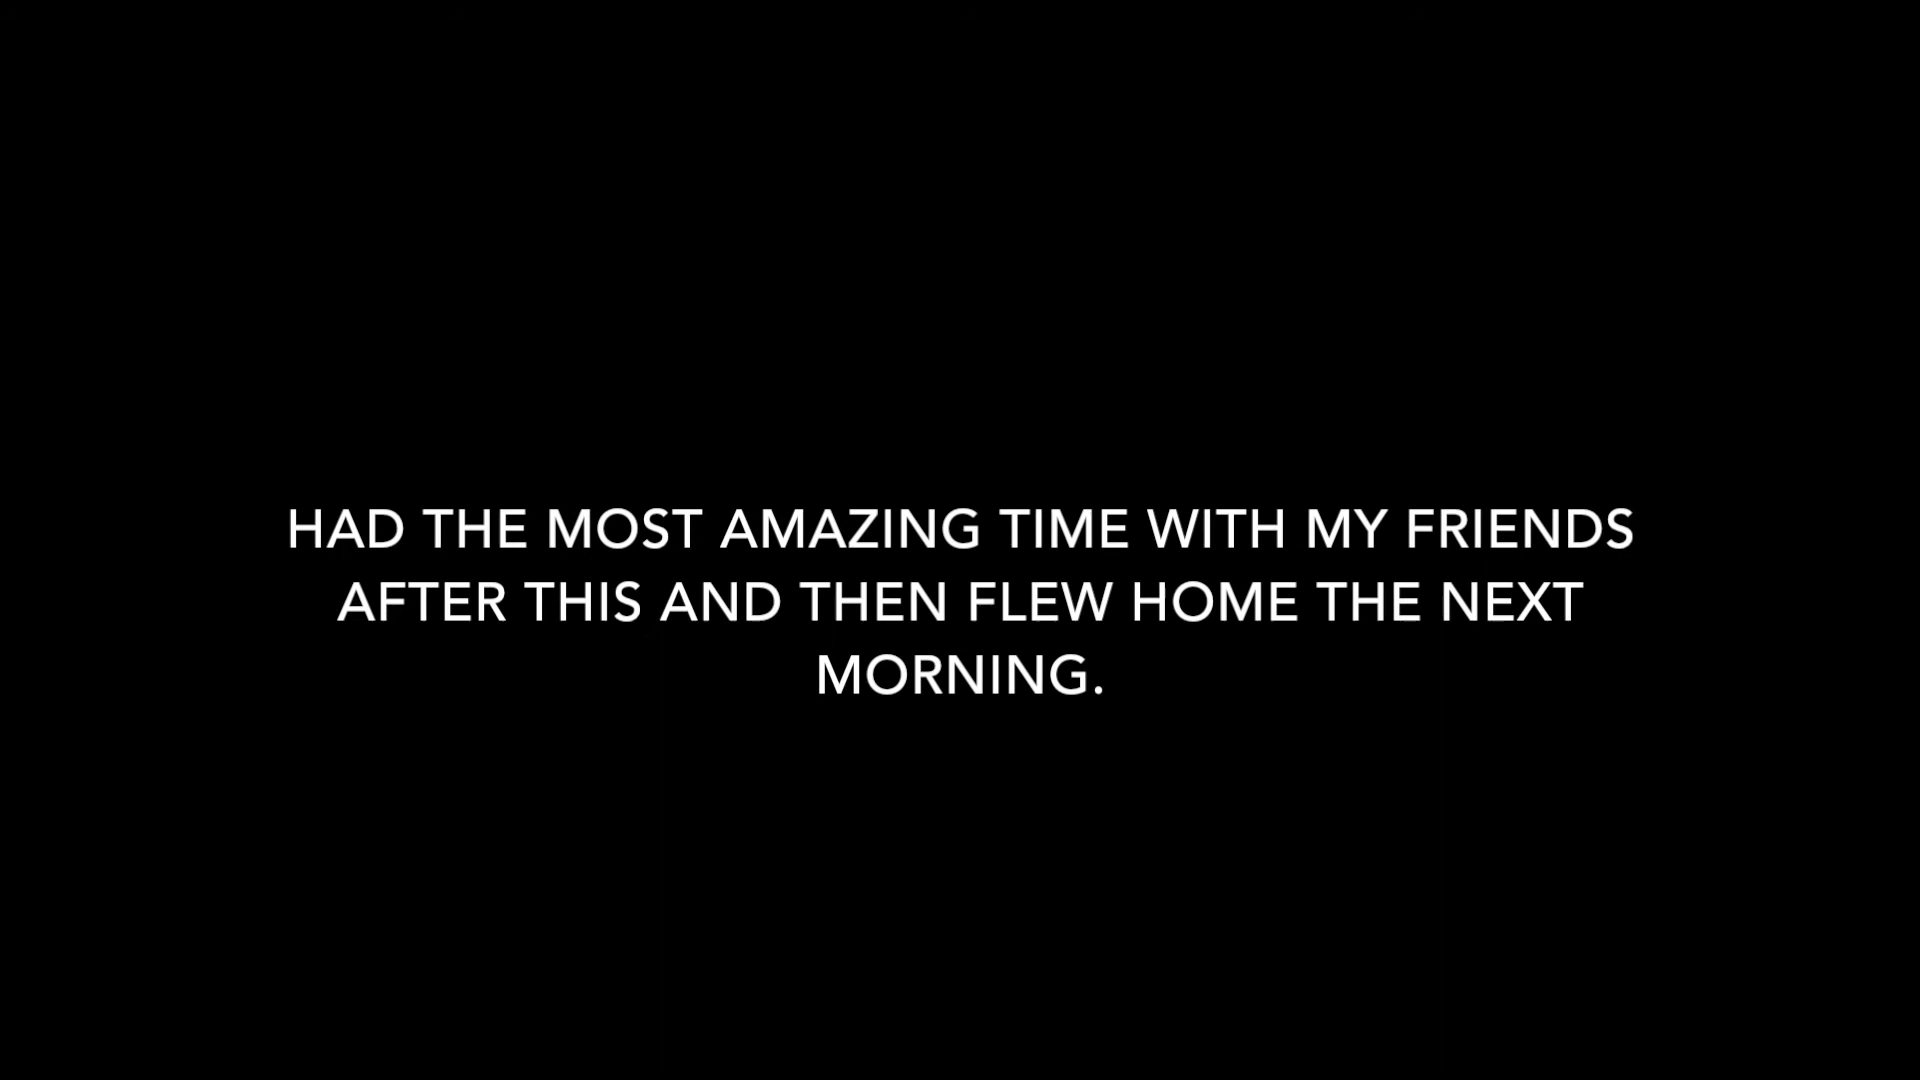 HAD THE MOST AMAZING TIME WITH MY FRIENDS
AFTER THIS AND THEN FLEW HOME THE NEXT
MORNING.